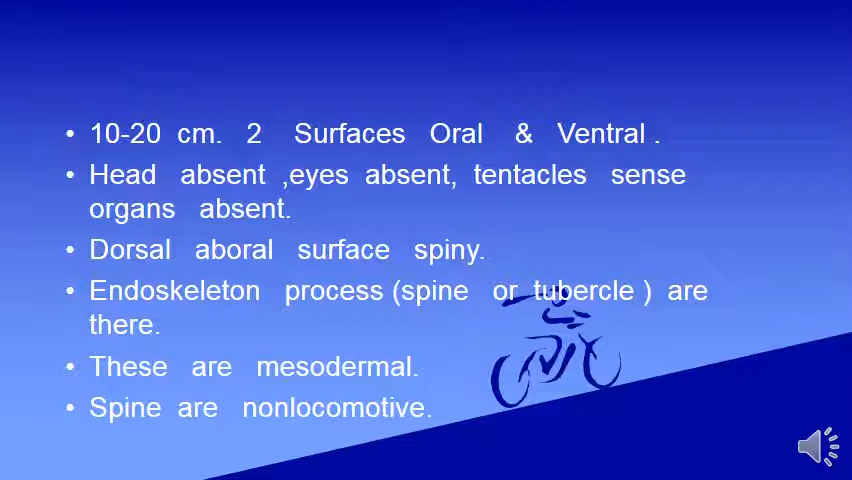 • 10-20 cm. 2 Surfaces Oral & Ventral .
• Head absent ,eyes absent, tentacles sense
organs absent.
• Dorsal aboral surface spiny.
• Endoskeleton process (spine or tubercle ) are
there.
• These are mesodermal.
• Spine are nonlocomotive.